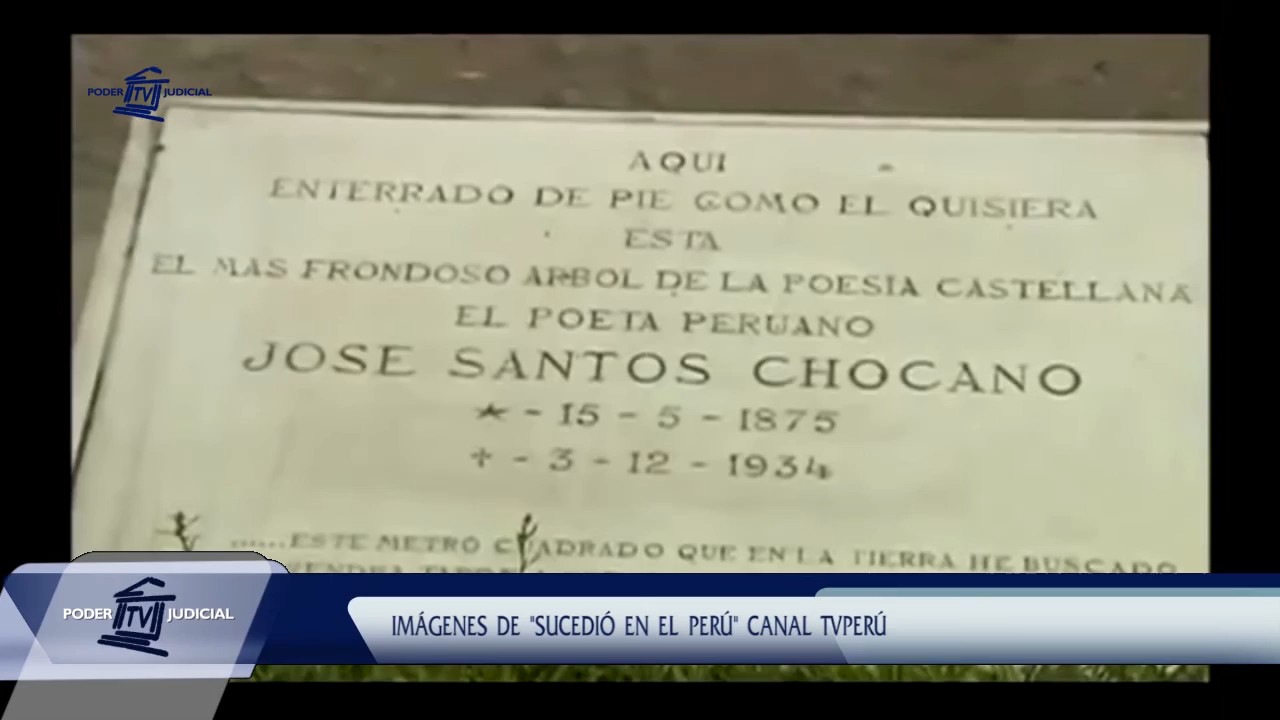 PODER TV JUDICIAL
AQUI
ENTERRADO DE PIE COMO EL QUISIERA
ESTA
EL MAS FRONDOSO ARBOL DE LA POESIA CASTELLANA
EL POETA PERUANO
JOSE SANTOS CHOCANO
★ - 15 - 5 - 1875
✝ - 3 - 12 - 1934
......ESTE METRO CUADRADO QUE EN LA TIERRA HE BUSCADO
PODER TV JUDICIAL
IMÁGENES DE "SUCEDIÓ EN EL PERÚ" CANAL TVPERÚ